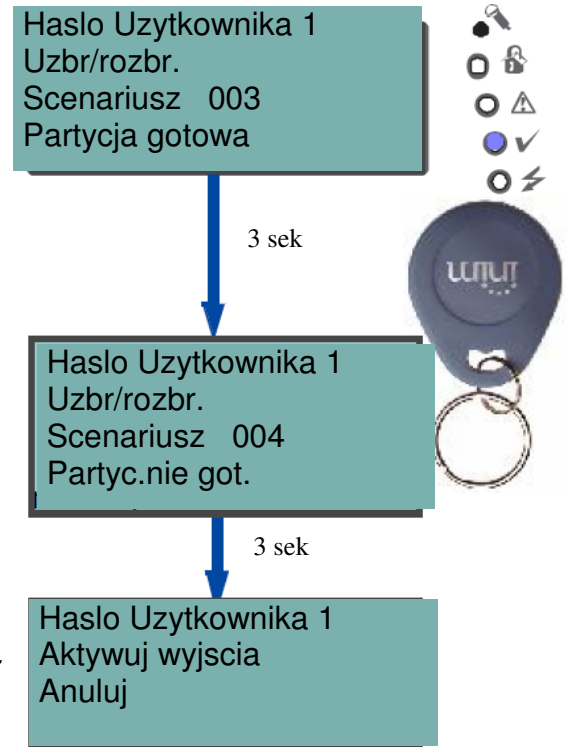 Haslo Uzytkownika 1
Uzbr/rozbr.
Scenariusz 003
Partycja gotowa
3 sek
Haslo Uzytkownika 1
Uzbr/rozbr.
Scenariusz 004
Partyc.nie got.
3 sek
Haslo Uzytkownika 1
Aktywuj wyjscia
Anuluj